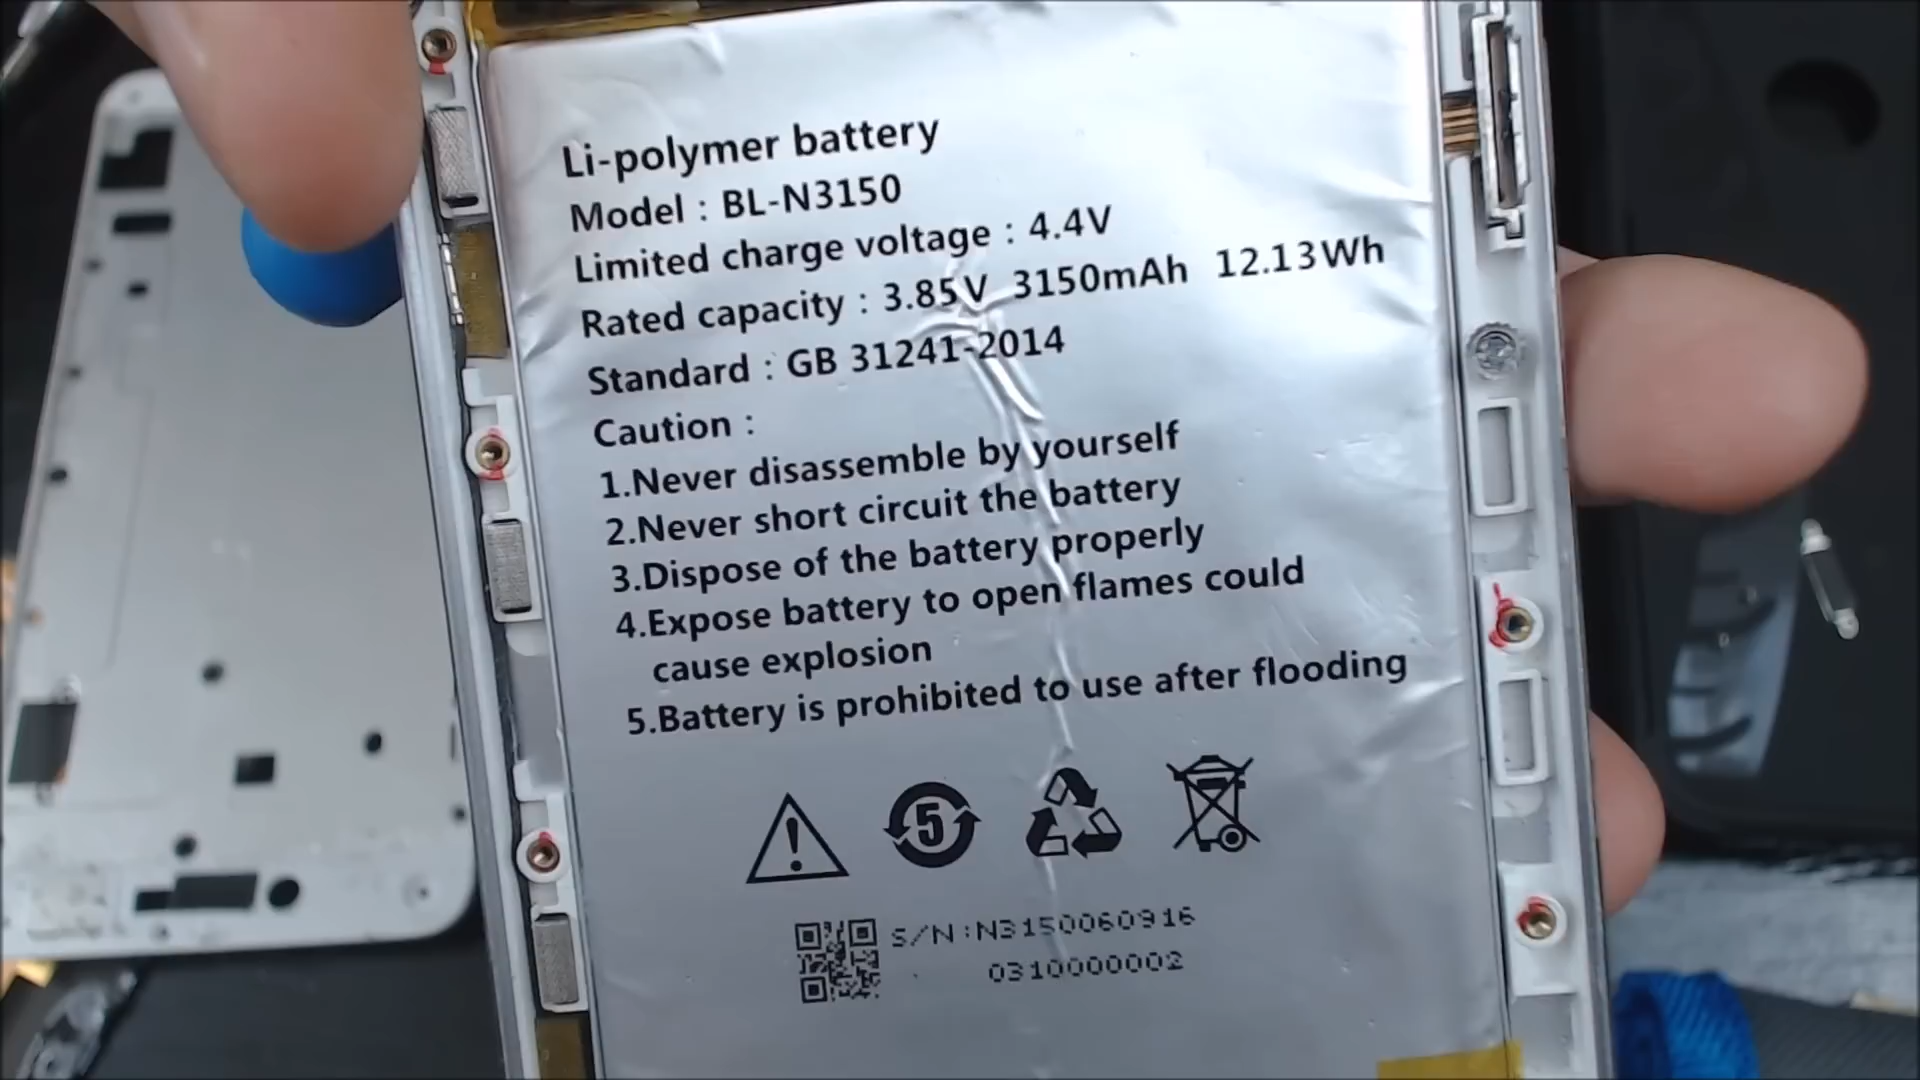 Li-polymer battery
Model : BL-N3150
Limited charge voltage : 4.4V
Rated capacity : 3.85V 3150mAh 12.13Wh
Standard : GB 31241-2014
Caution :
1.Never disassemble by yourself
2.Never short circuit the battery
3.Dispose of the battery properly
4.Expose battery to open flames could
cause explosion
5.Battery is prohibited to use after flooding
5
S/N:N3150060916
0310000002